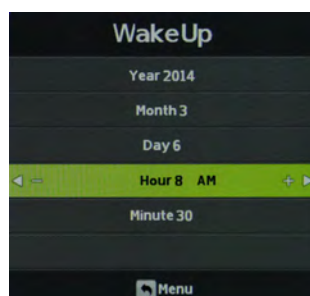 WakeUp
Year 2014
Month 3
Day 6
- Hour 8 AM +
Minute 30
Menu